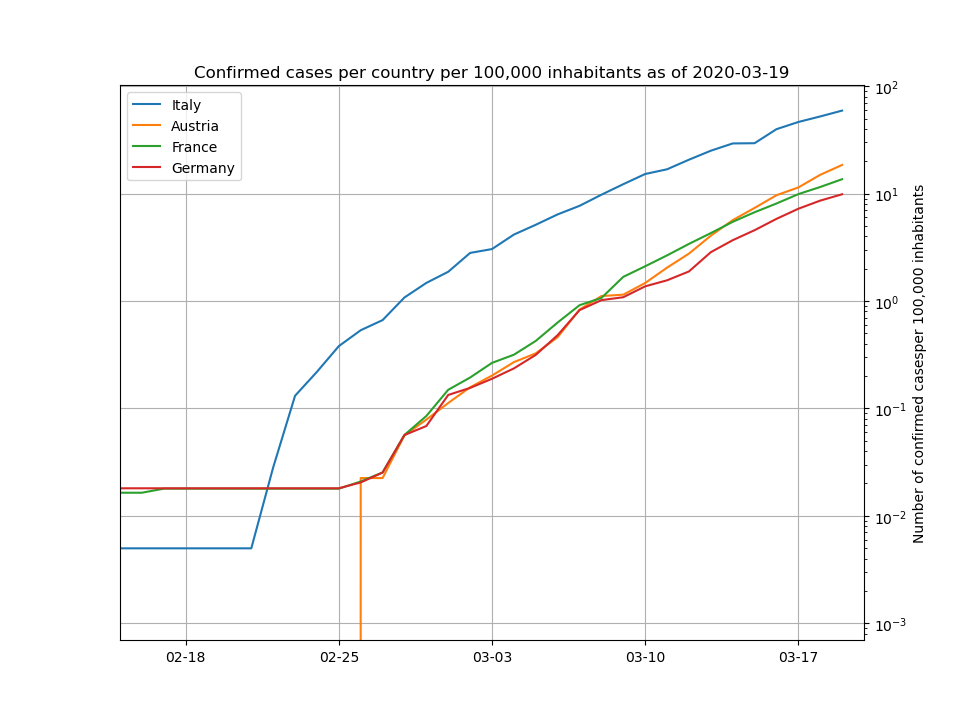 Confirmed cases per country per 100,000 inhabitants as of 2020-03-19
Italy
Austria
France
Germany
10²
10¹
10⁰
10⁻¹
10⁻²
10⁻³
Number of confirmed casesper 100,000 inhabitants
02-18 02-25 03-03 03-10 03-17